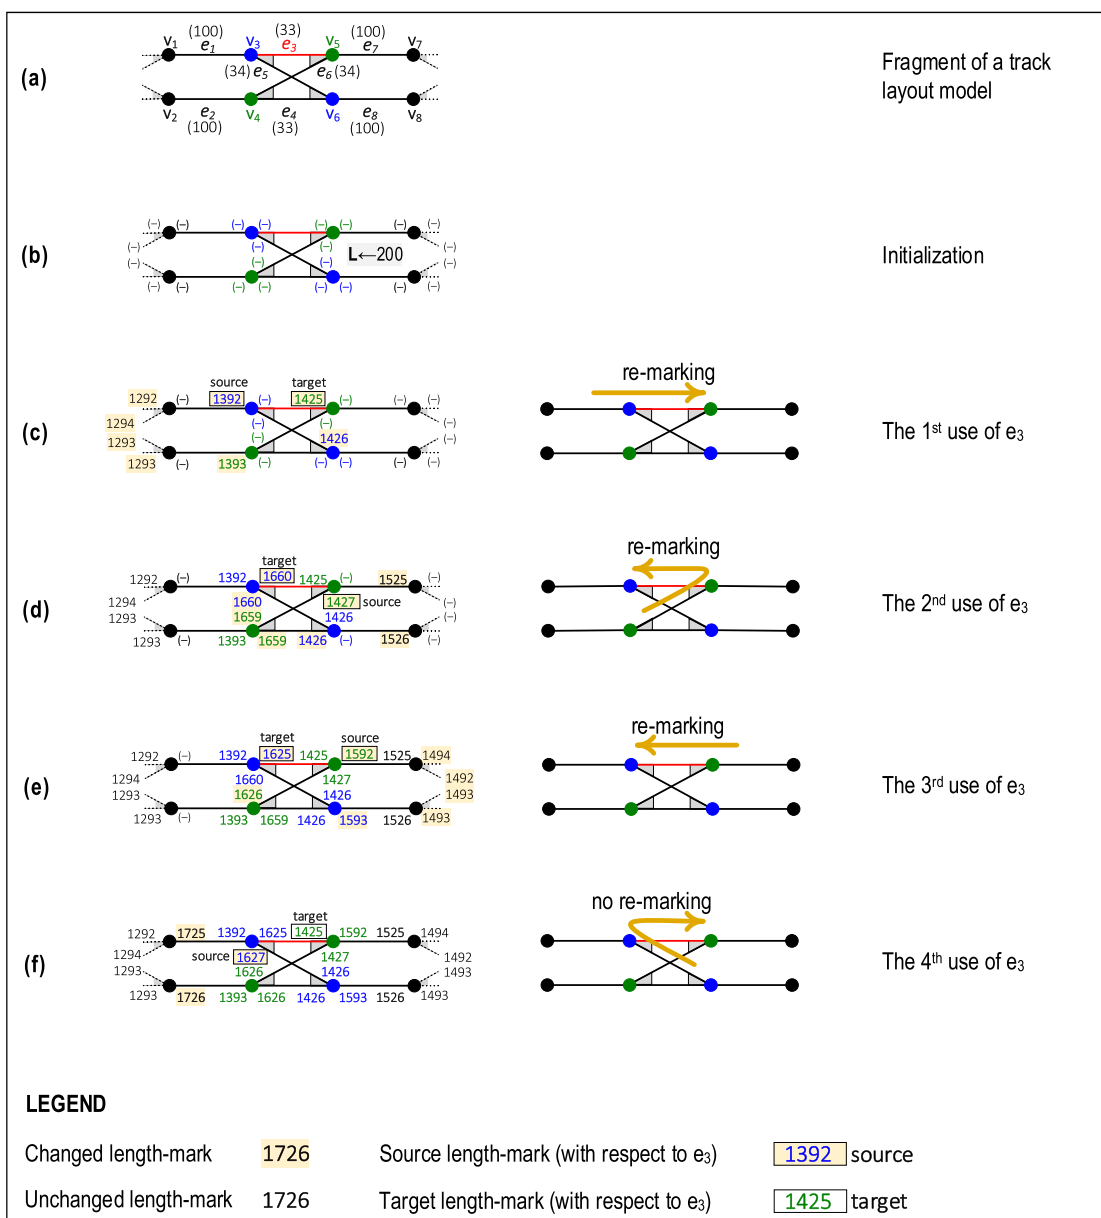 (100) (33) (100)
v1 e1 v3 e3 v5 e7 v7
(a) (34) e5 e6 (34) Fragment of a track
layout model
v2 e2 v4 e4 v6 e8 v8
(100) (33) (100)
(–) (–) (–) (–) (–) (–) (–) (–)
(–) (–) (–) (–)
(b) L←200 Initialization
(–) (–) (–) (–)
(–) (–) (–) (–) (–) (–) (–) (–)
source target re-marking
1292 (–) 1392 (–) 1425 (–) (–) (–)
1294 (–) (–) (–)
(c) The 1st use of e3
1293 (–) 1426 (–)
1293 (–) 1393 (–) (–) (–) (–) (–)
target re-marking
1292 (–) 1392 1660 1425 (–) 1525 (–)
1294 1660 1427 source (–)
(d) The 2nd use of e3
1293 1659 1426 (–)
1293 (–) 1393 1659 1426 (–) 1526 (–)
target source re-marking
1292 (–) 1392 1625 1425 1592 1525 1494
1294 1660 1427 1492
(e) The 3rd use of e3
1293 1626 1426 1493
1293 (–) 1393 1659 1426 1593 1526 1493
target no re-marking
1292 1725 1392 1625 1425 1592 1525 1494
1294 source 1627 1427 1492
(f) The 4th use of e3
1293 1626 1426 1493
1293 1726 1393 1626 1426 1593 1526 1493
LEGEND
Changed length-mark 1726 Source length-mark (with respect to e3) 1392 source
Unchanged length-mark 1726 Target length-mark (with respect to e3) 1425 target